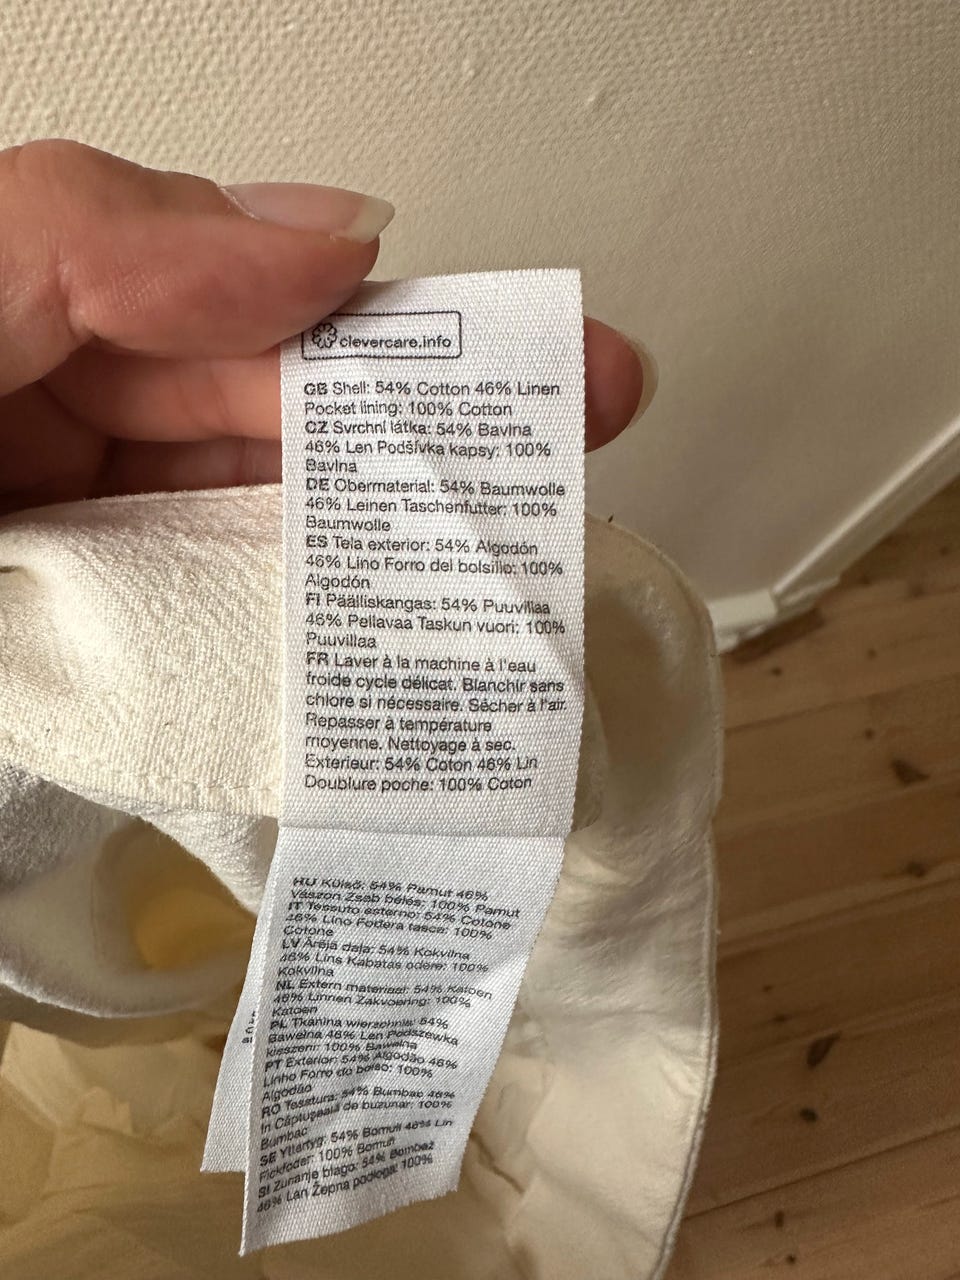 clevercare.info
GB Shell: 54% Cotton 46% Linen
Pocket lining: 100% Cotton
CZ Svrchní látka: 54% Bavlna
46% Len Podšívka kapsy: 100%
Bavlna
DE Obermaterial: 54% Baumwolle
46% Leinen Taschenfutter: 100%
Baumwolle
ES Tela exterior: 54% Algodón
46% Lino Forro del bolsillo: 100%
Algodón
FI Päälliskangas: 54% Puuvillaa
46% Pellavaa Taskun vuori: 100%
Puuvillaa
FR Laver à la machine à l'eau
froide cycle délicat. Blanchir sans
chlore si nécessaire. Sécher à l'air.
Repasser à température
moyenne. Nettoyage à sec.
Exterieur: 54% Coton 46% Lin
Doublure poche: 100% Coton
HU Külső: 54% Pamut 46%
Vászon Zseb bélés: 100% Pamut
IT Tessuto esterno: 54% Cotone
46% Lino Fodera tasca: 100%
Cotone
LV Ārējā daļa: 54% Kokvilna
46% Lins Kabatas odere: 100%
Kokvilna
NL Extern materiaal: 54% Katoen
46% Linnen Zakvoering: 100%
Katoen
PL Tkanina wierzchnia: 54%
Bawełna 46% Len Podszewka
kieszeni: 100% Bawełna
PT Exterior: 54% Algodão 46%
Linho Forro do bolso: 100%
Algodão
RO Tesatura: 54% Bumbac 46%
In Căptuşeală de buzunar: 100%
Bumbac
SE Yttertyg: 54% Bomull 46% Lin
Fickfoder: 100% Bomull
SI Zunanje blago: 54% Bombaž
46% Lan Žepna podloga: 100%